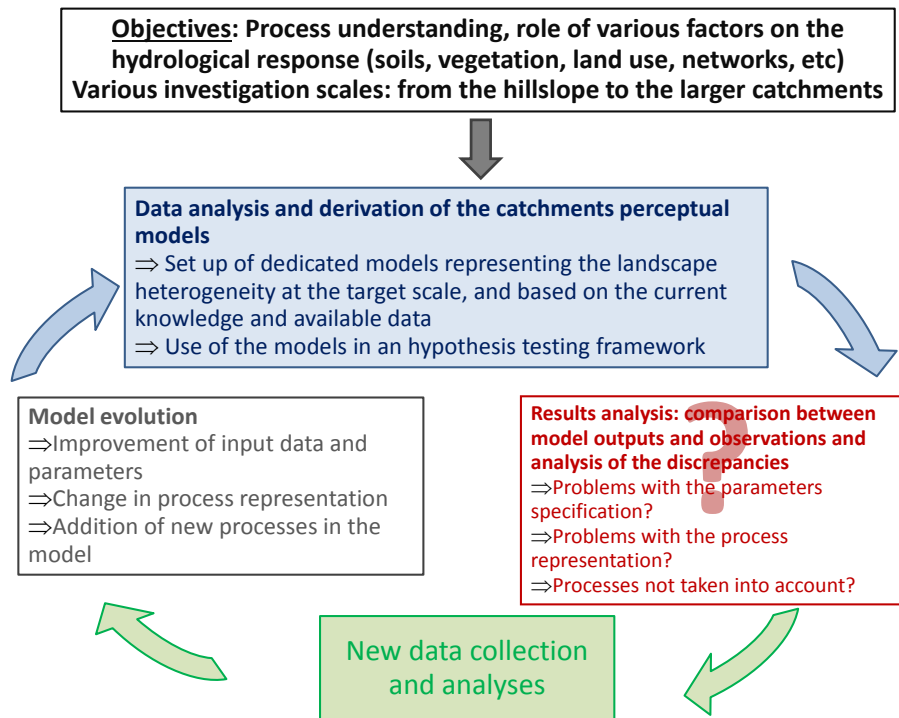 Objectives: Process understanding, role of various factors on the
hydrological response (soils, vegetation, land use, networks, etc)
Various investigation scales: from the hillslope to the larger catchments
Data analysis and derivation of the catchments perceptual
models
⇒ Set up of dedicated models representing the landscape
heterogeneity at the target scale, and based on the current
knowledge and available data
⇒ Use of the models in an hypothesis testing framework
Results analysis: comparison between
model outputs and observations and
analysis of the discrepancies
⇒Problems with the parameters
specification?
⇒Problems with the process
representation?
⇒Processes not taken into account?
?
New data collection
and analyses
Model evolution
⇒Improvement of input data and
parameters
⇒Change in process representation
⇒Addition of new processes in the
model